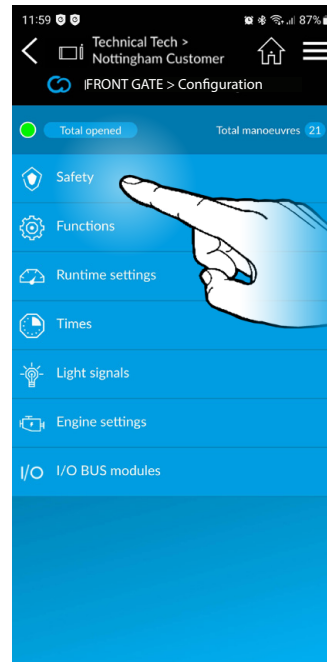 11:59 87%
Technical Tech >
Nottingham Customer
FRONT GATE > Configuration
Total opened Total manoeuvres 21
Safety
Functions
Runtime settings
Times
Light signals
Engine settings
I/O I/O BUS modules